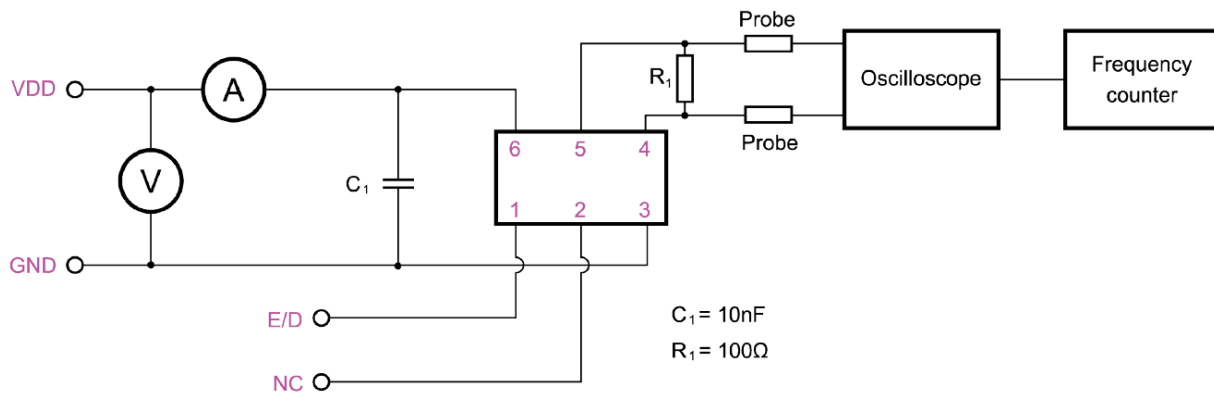 Probe
VDD
A
R₁
Oscilloscope
Frequency
counter
6 5 4
Probe
V
C₁
1 2 3
GND
E/D
C₁ = 10nF
R₁ = 100Ω
NC